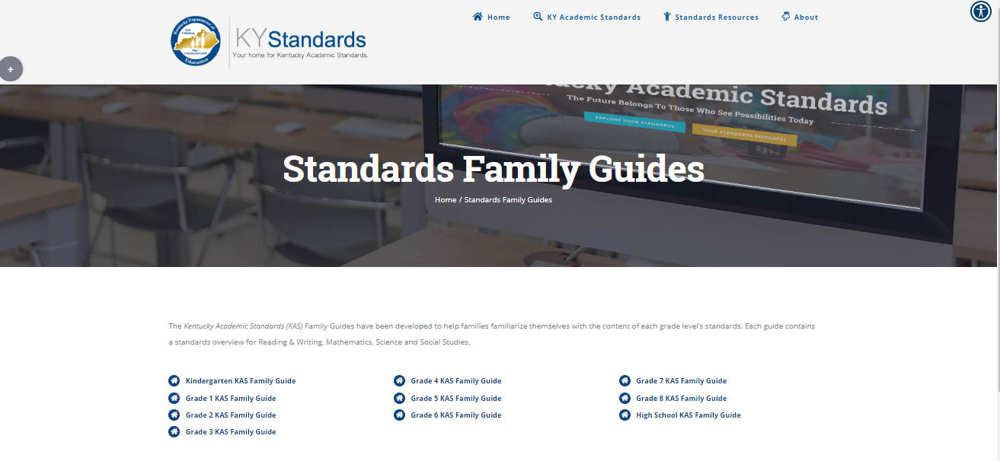 Home
KY Academic Standards
Standards Resources
About
Kentucky Department of
Our Children,
Our Commonwealth
Education
KYStandards
Your home for Kentucky Academic Standards.
+
ucky Academic Standards
The Future Belongs To Those Who See Possibilities Today
EXPLORE YOUR STANDARDS
YOUR STANDARDS RESOURCES
Standards Family Guides
Home / Standards Family Guides
The Kentucky Academic Standards (KAS) Family Guides have been developed to help families familiarize themselves with the content of each grade level's standards. Each guide contains
a standards overview for Reading & Writing, Mathematics, Science and Social Studies.
Kindergarten KAS Family Guide
Grade 1 KAS Family Guide
Grade 2 KAS Family Guide
Grade 3 KAS Family Guide
Grade 4 KAS Family Guide
Grade 5 KAS Family Guide
Grade 6 KAS Family Guide
Grade 7 KAS Family Guide
Grade 8 KAS Family Guide
High School KAS Family Guide